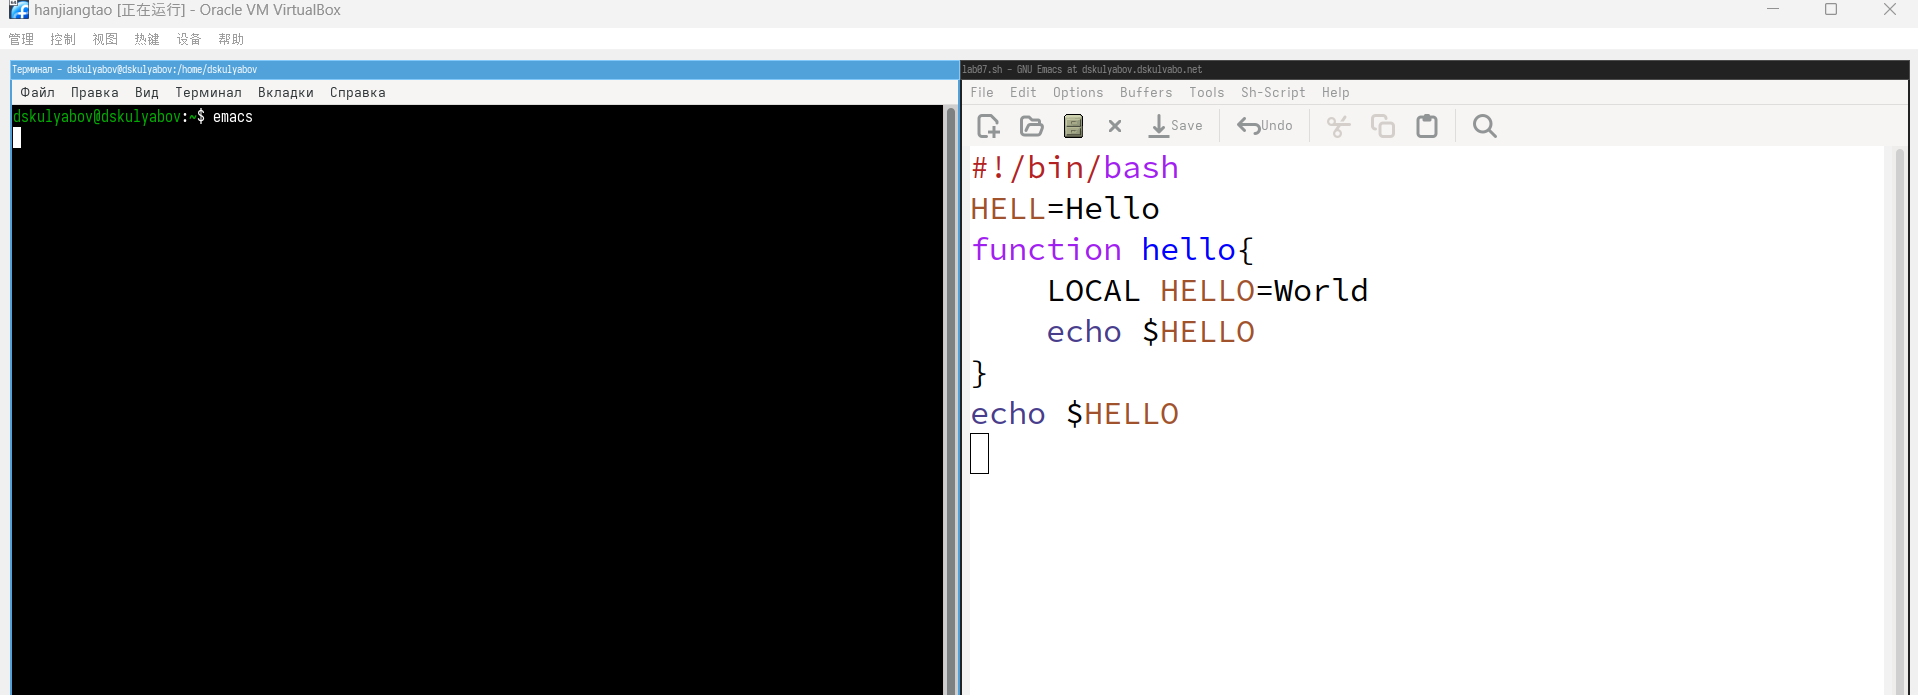 hanjiangtao [正在运行] - Oracle VM VirtualBox
管理 控制 视图 热键 设备 帮助
Терминал - dskulyabov@dskulyabov:/home/dskulyabov
Файл Правка Вид Терминал Вкладки Справка
dskulyabov@dskulyabov:~$ emacs
lab07.sh - GNU Emacs at dskulyabov.dskulvabo.net
File Edit Options Buffers Tools Sh-Script Help
Save Undo
#!/bin/bash
HELL=Hello
function hello{
LOCAL HELLO=World
echo $HELLO
}
echo $HELLO